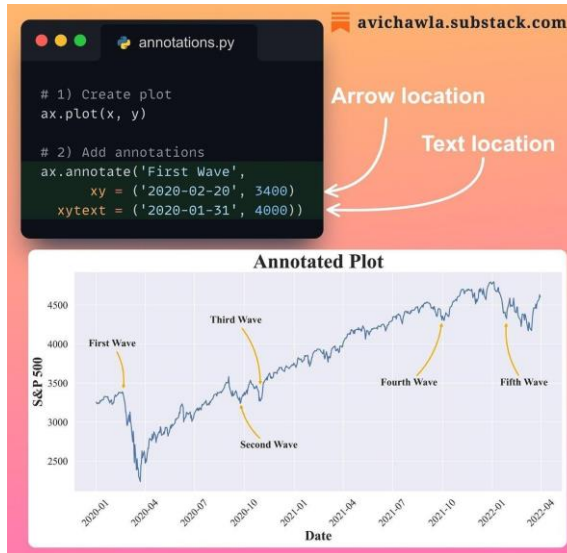 avichawla.substack.com
annotations.py
# 1) Create plot
ax.plot(x, y)
# 2) Add annotations
ax.annotate('First Wave',
xy = ('2020-02-20', 3400)
xytext = ('2020-01-31', 4000))
Arrow location
Text location
Annotated Plot
S&P 500
4500
4000
3500
3000
2500
First Wave
Third Wave
Second Wave
Fourth Wave
Fifth Wave
2020-01
2020-04
2020-07
2020-10
2021-01
2021-04
2021-07
2021-10
2022-01
2022-04
Date